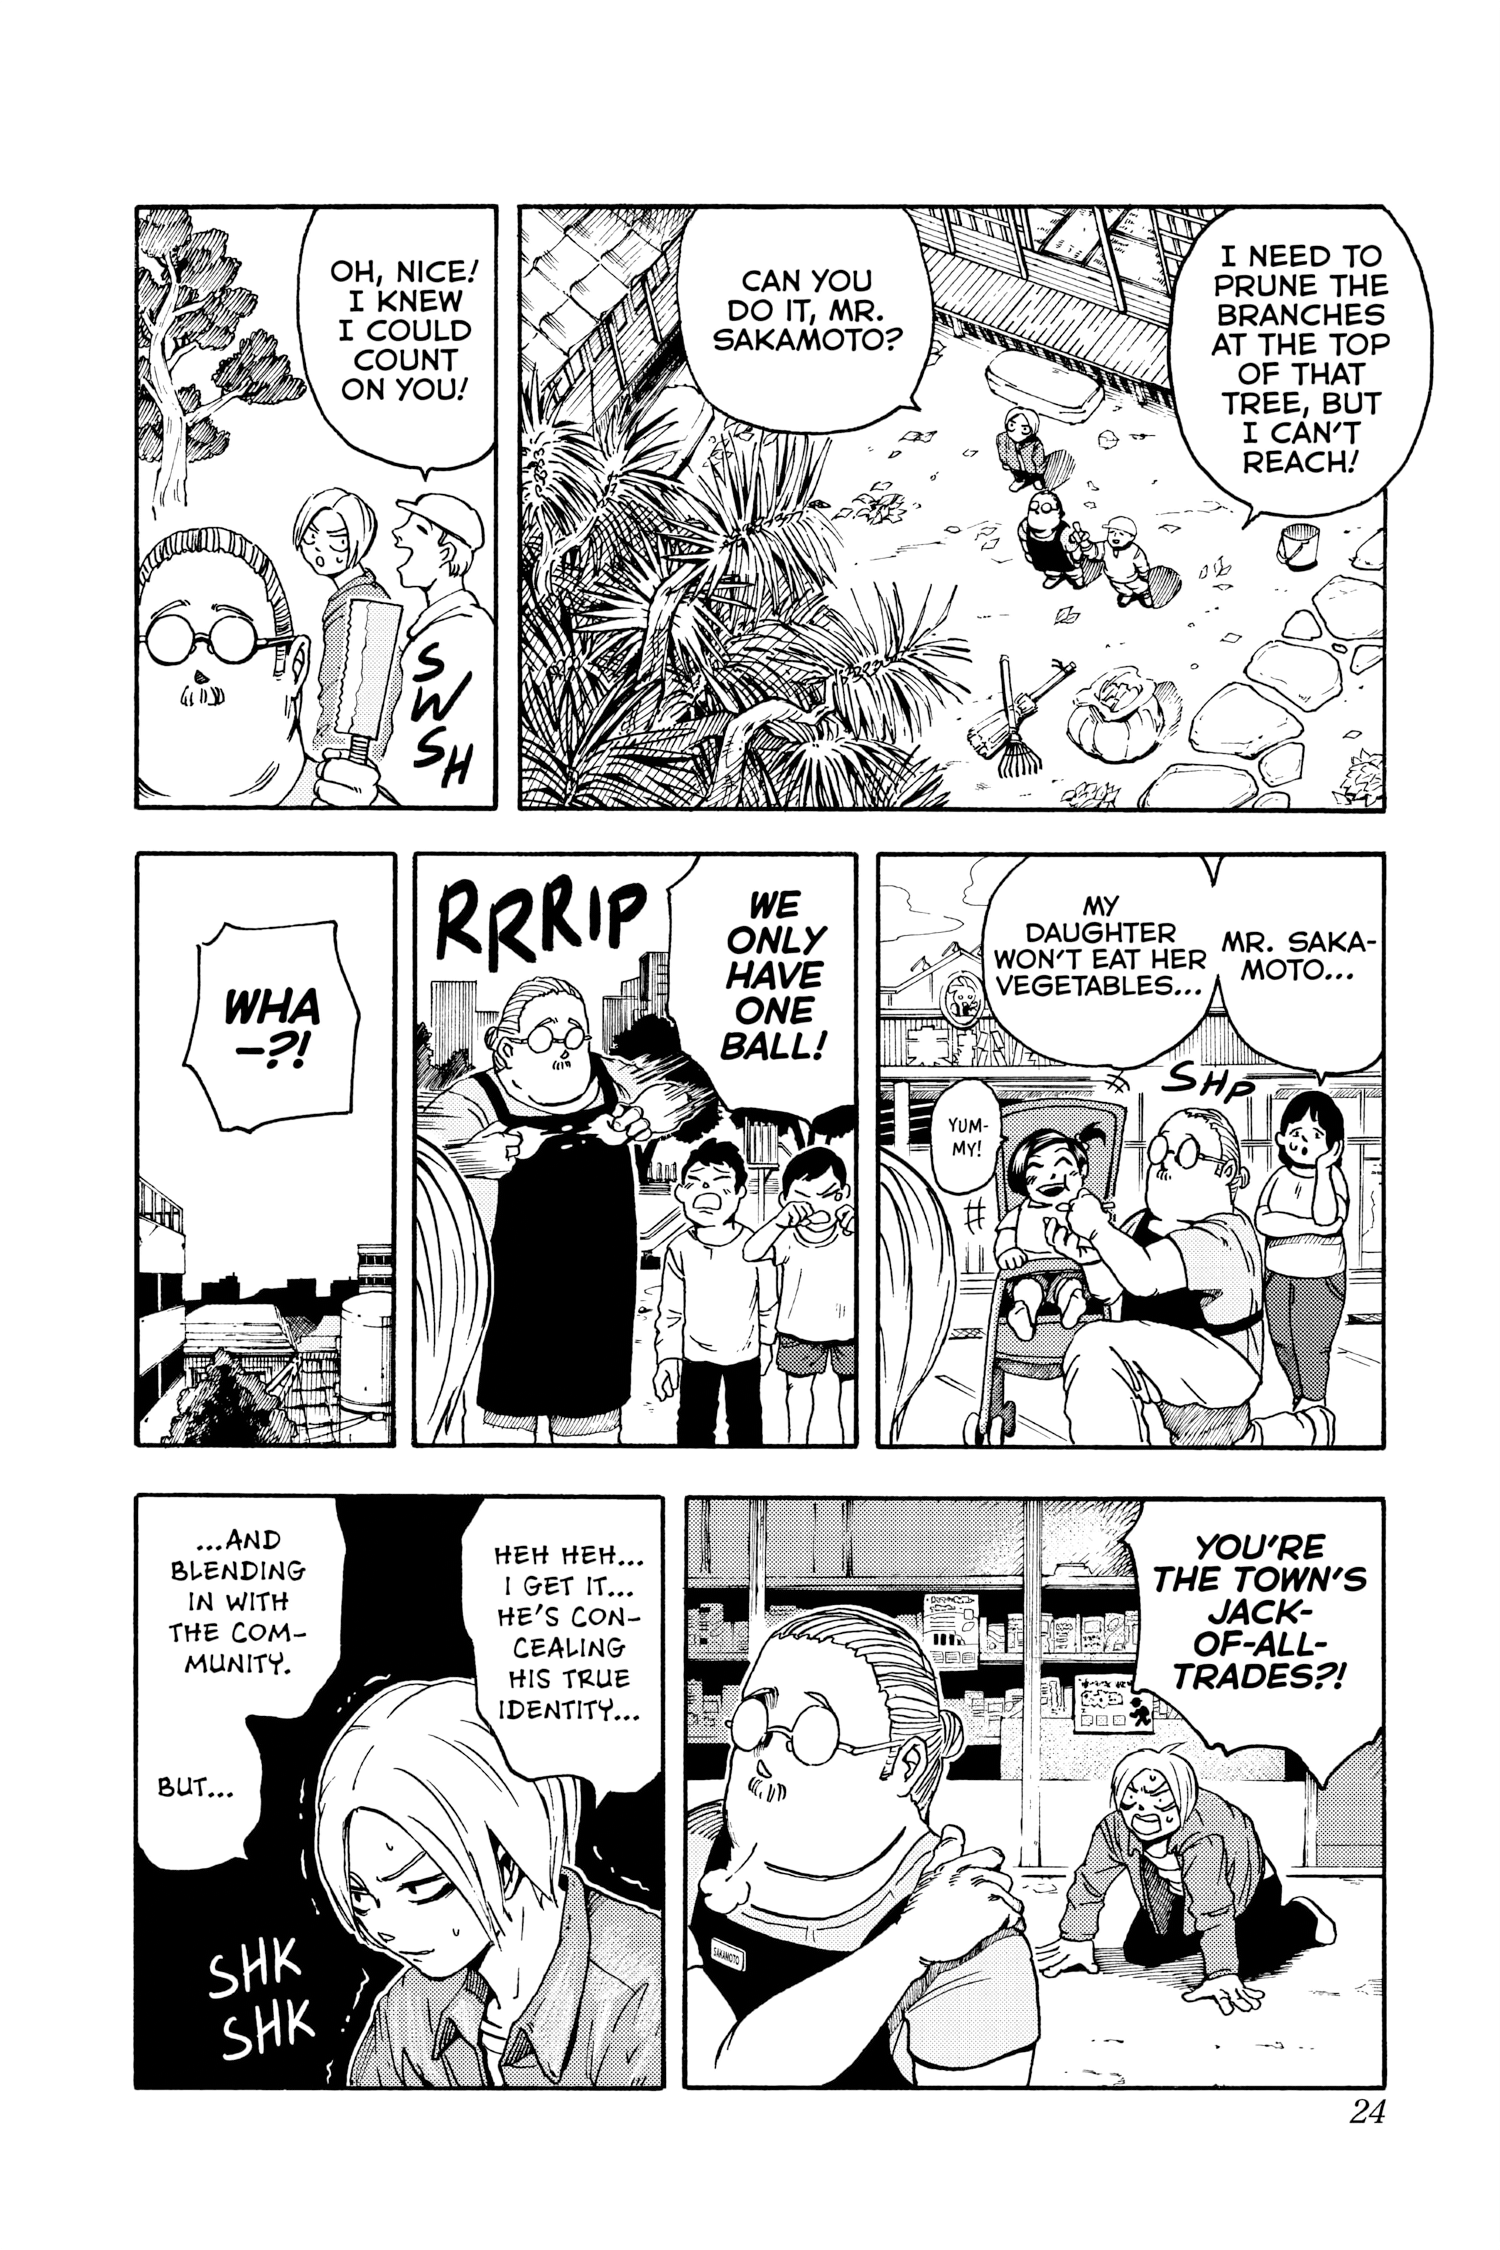 I NEED TO
PRUNE THE
BRANCHES
AT THE TOP
OF THAT
TREE, BUT
I CAN'T
REACH!
CAN YOU
DO IT, MR.
SAKAMOTO?
OH, NICE!
I KNEW
I COULD
COUNT
ON YOU!
SWSH
MR. SAKA-
MOTO...
MY
DAUGHTER
WON'T EAT HER
VEGETABLES...
SHP
YUM-
MY!
WE
ONLY
HAVE
ONE
BALL!
RRRIP
WHA
-?!
YOU'RE
THE TOWN'S
JACK-
OF-ALL-
TRADES?!
SAKAMOTO
HEH HEH...
I GET IT...
HE'S CON-
CEALING
HIS TRUE
IDENTITY...
...AND
BLENDING
IN WITH
THE COM-
MUNITY.
BUT...
SHK
SHK
24